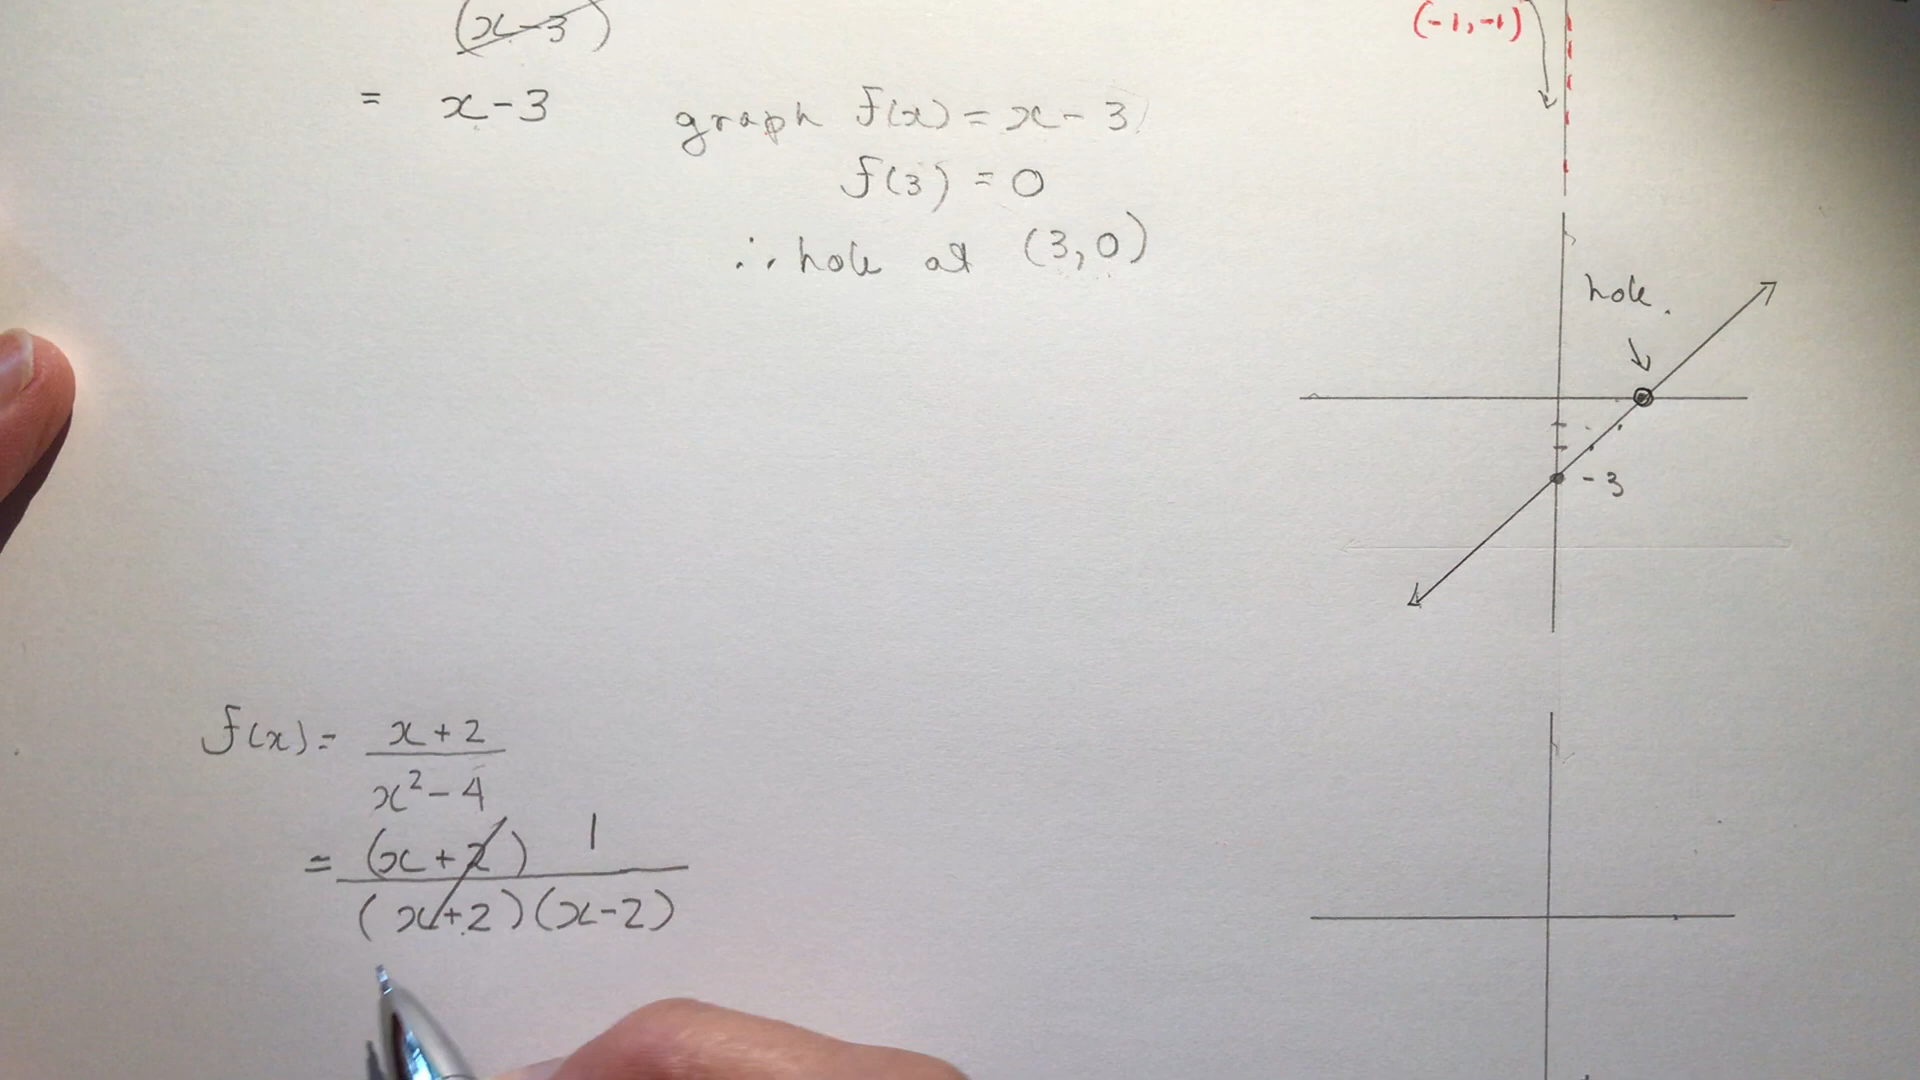 (x-3)
= x-3
graph f(x) = x-3
f(3) = 0
∴ hole at (3,0)
(-1,-1)
hole
-3
f(x) = x+2
x²-4
= (x+2) 1
(x+2)(x-2)